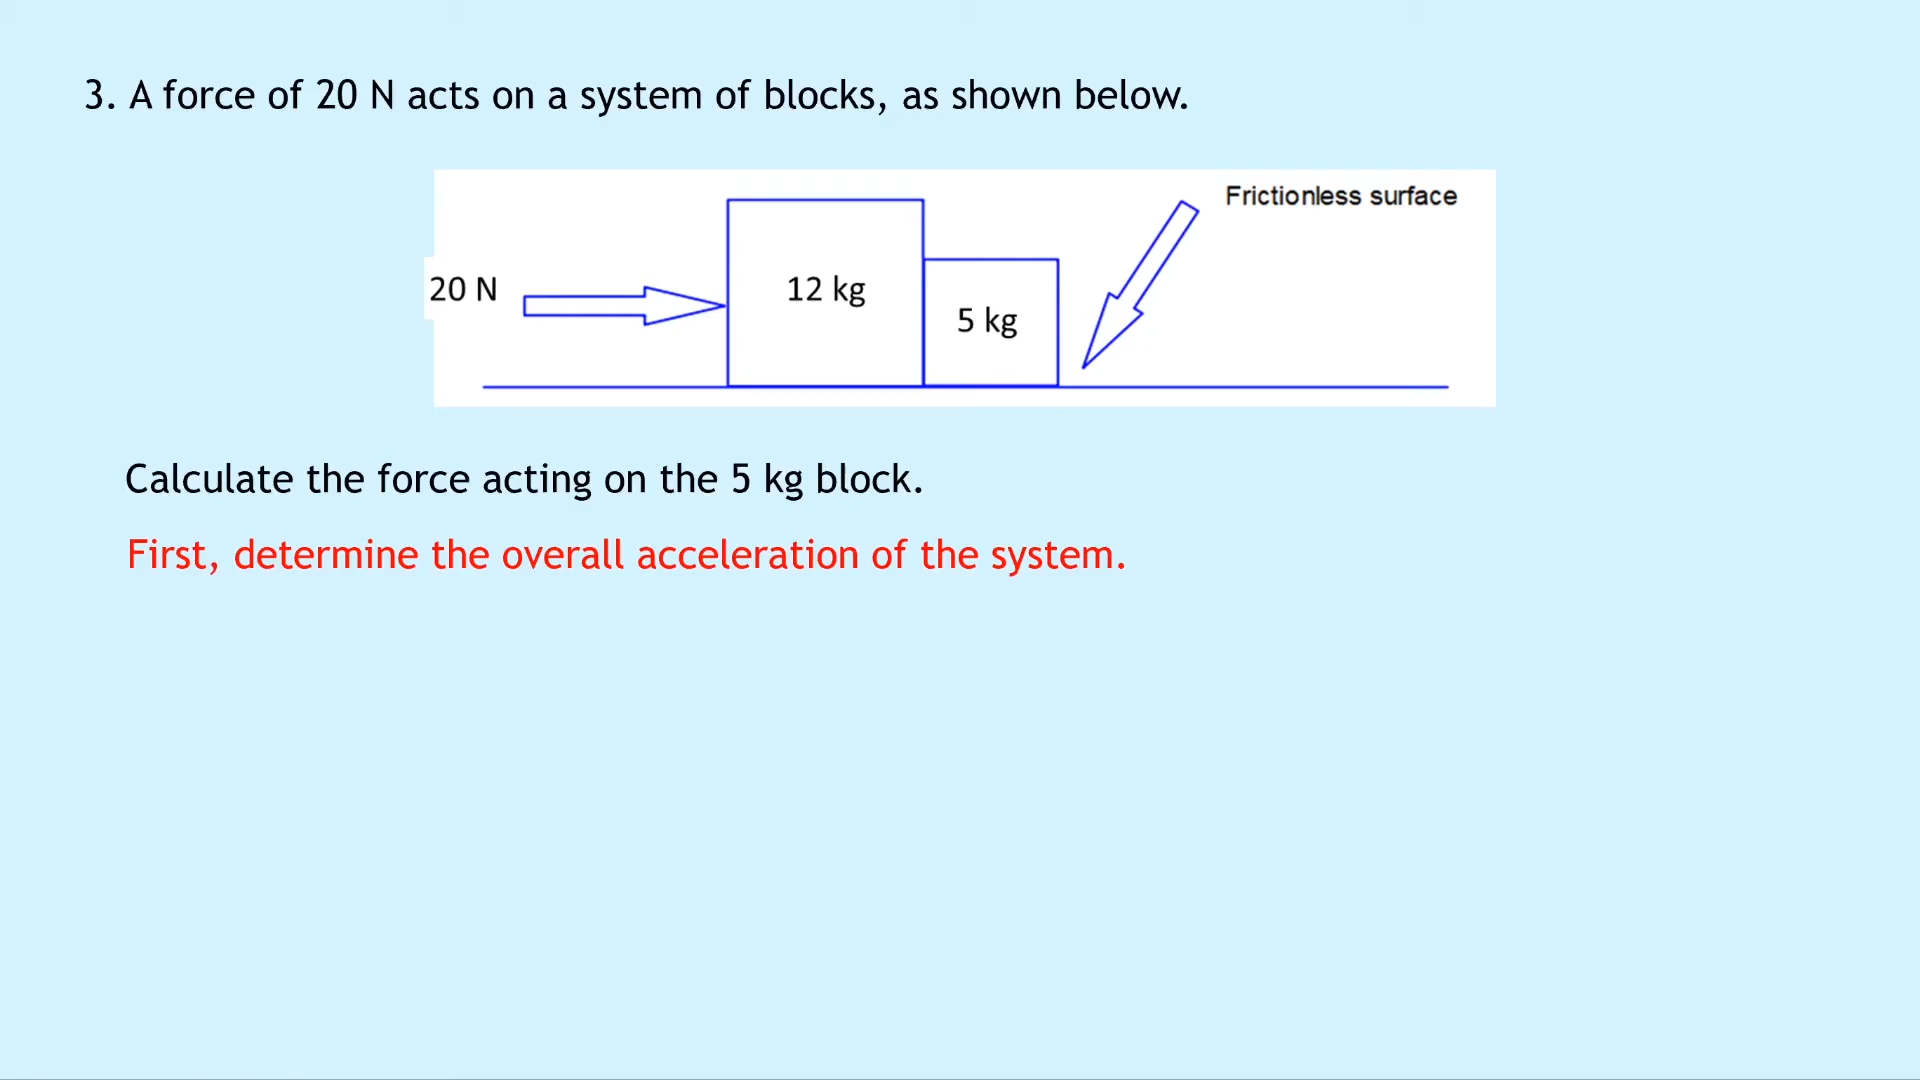 3. A force of 20 N acts on a system of blocks, as shown below.
Frictionless surface
20 N
12 kg
5 kg
Calculate the force acting on the 5 kg block.
First, determine the overall acceleration of the system.